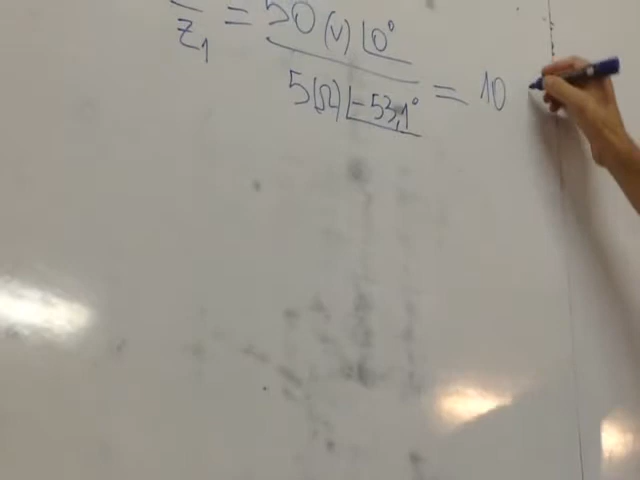 — = 50 (V) ∠0°
Z₁ 5(Ω) ∠-53,1° = 10